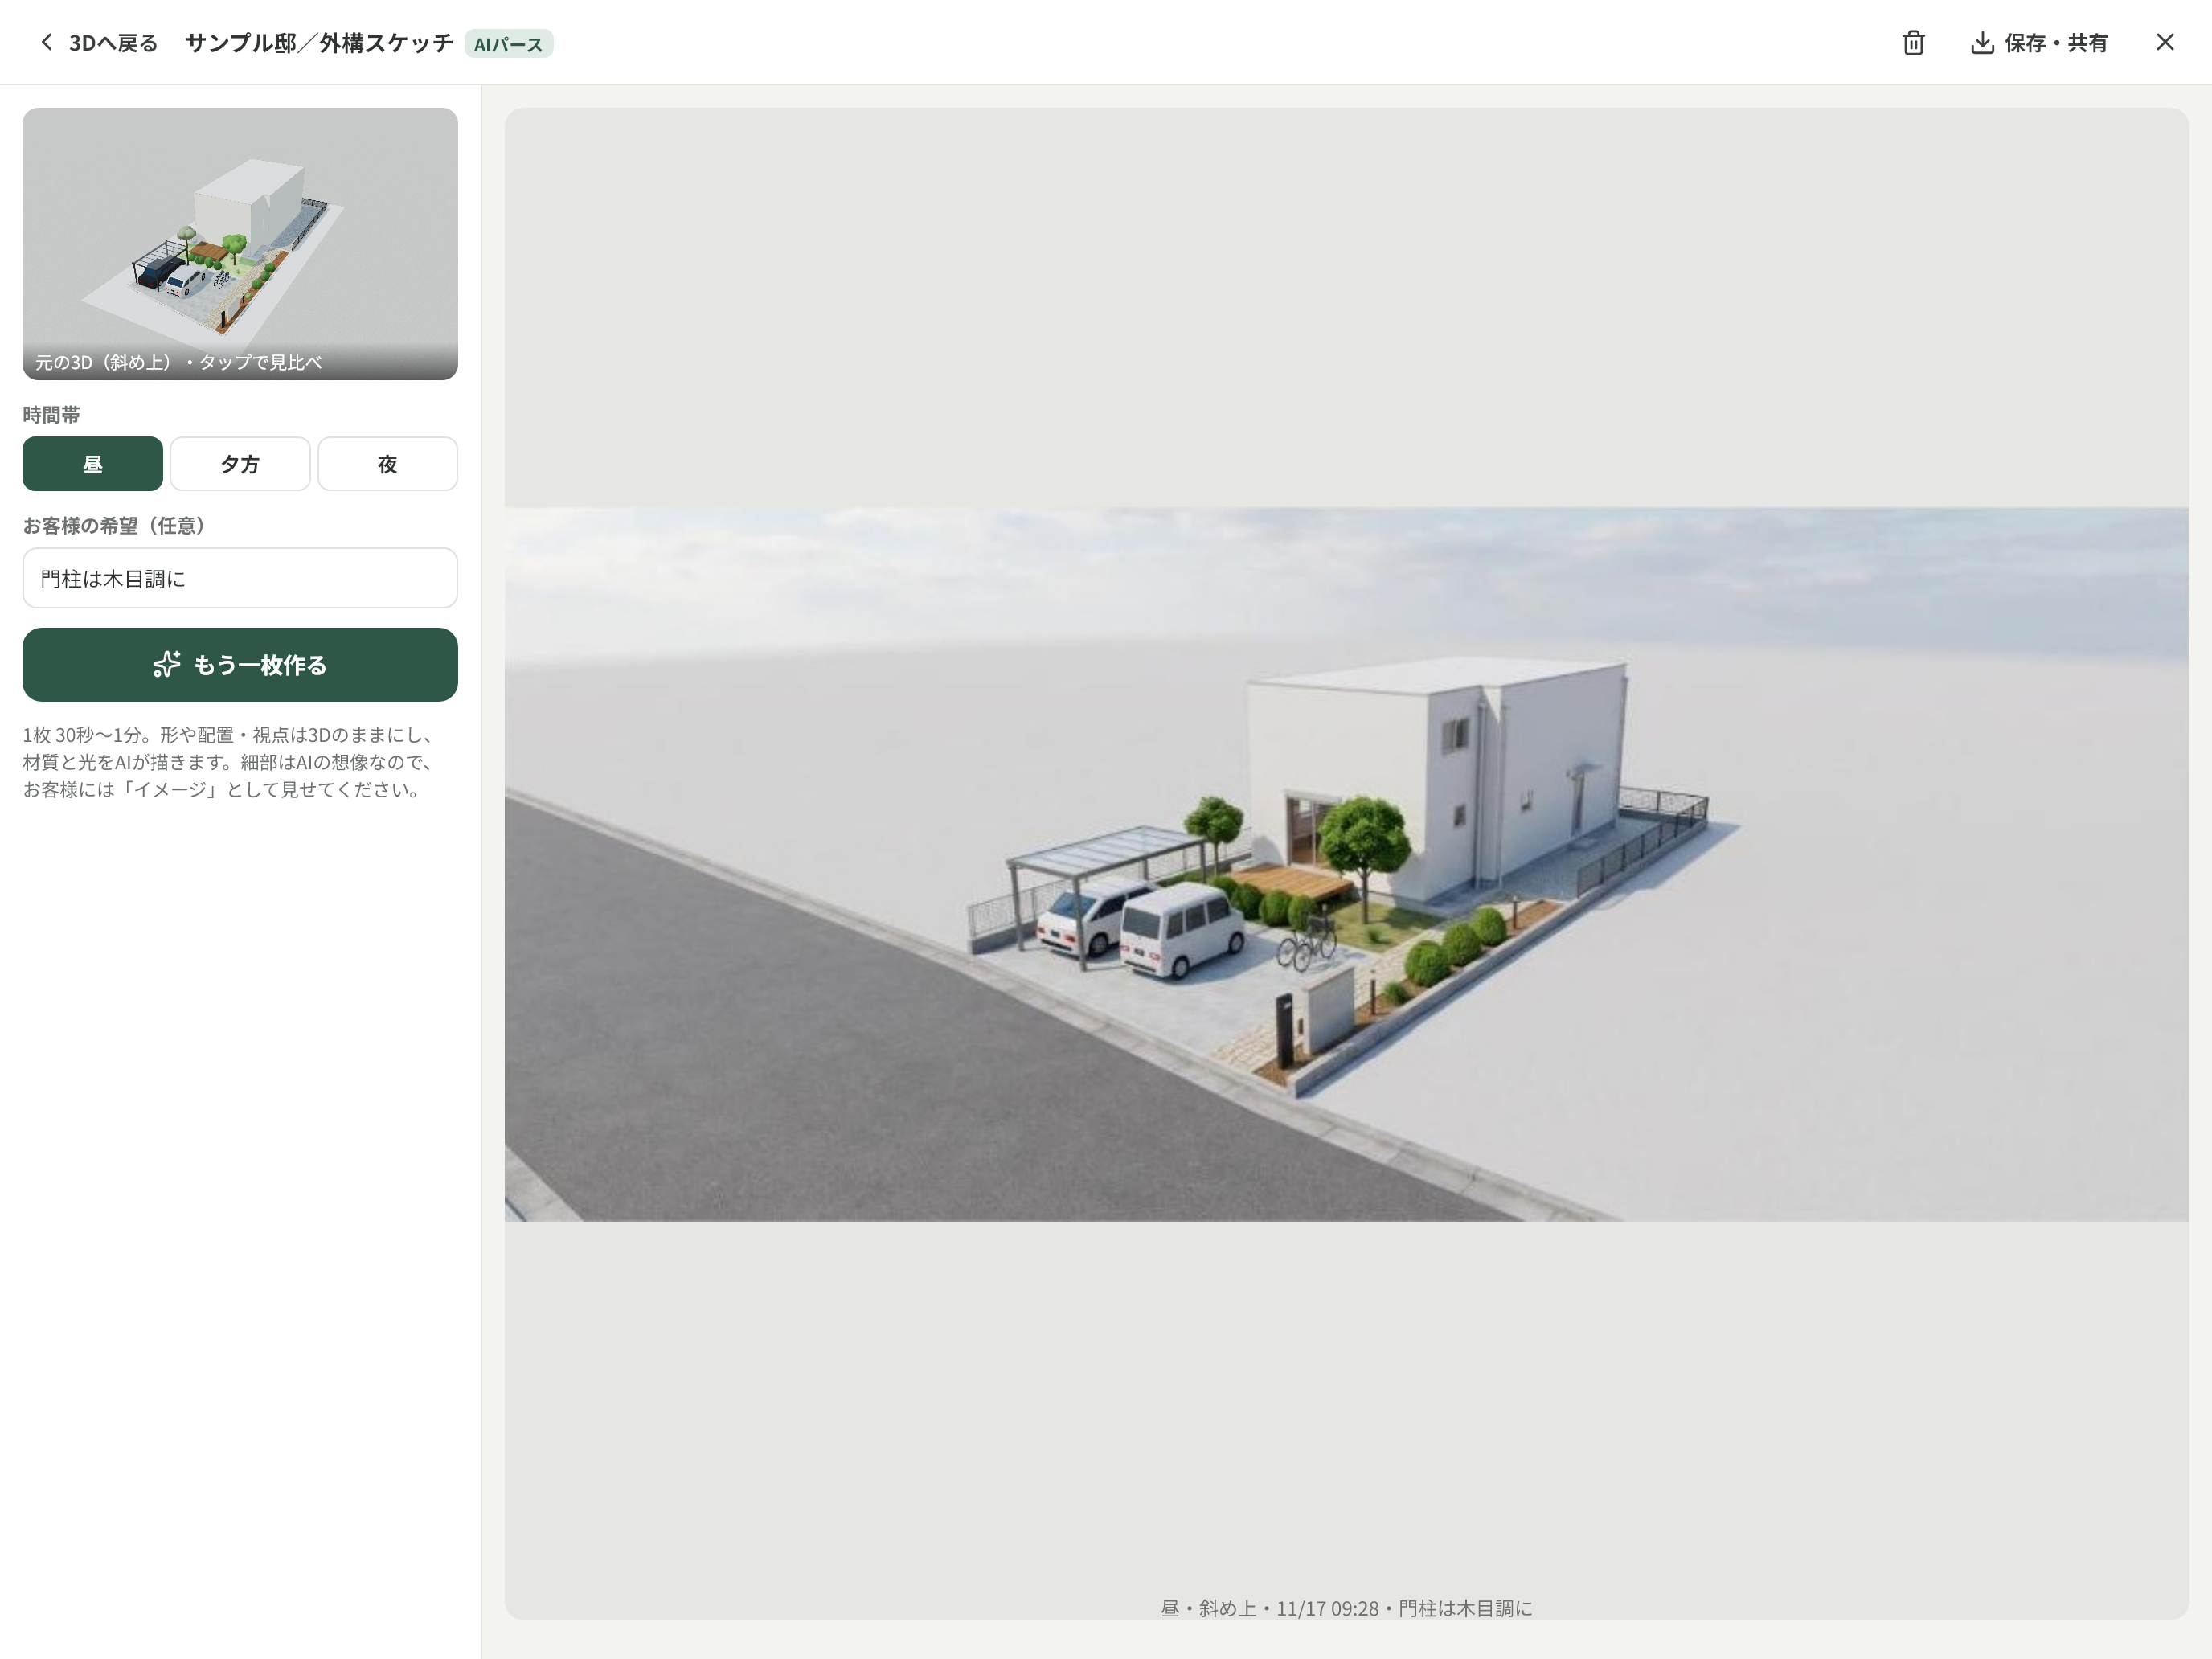 3Dへ戻る
サンプル邸／外構スケッチ
AIパース
保存・共有
元の3D（斜め上）・タップで見比べ
時間帯
昼
夕方
夜
お客様の希望（任意）
門柱は木目調に
もう一枚作る
1枚 30秒〜1分。形や配置・視点は3Dのままにし、
材質と光をAIが描きます。細部はAIの想像なので、
お客様には「イメージ」として見せてください。
昼・斜め上・11/17 09:28・門柱は木目調に